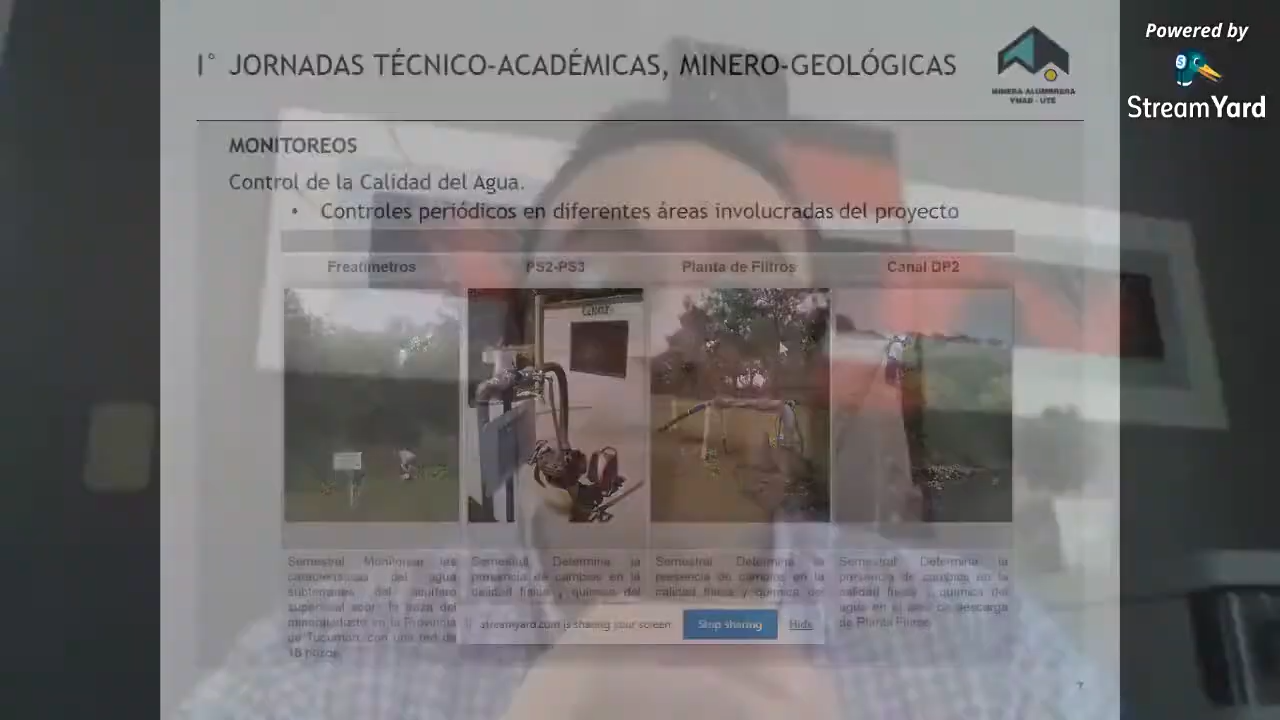 Powered by
StreamYard
I° JORNADAS TÉCNICO-ACADÉMICAS, MINERO-GEOLÓGICAS
MINERA ALUMBRERA
YMAD - UTE
MONITOREOS
Control de la Calidad del Agua.
• Controles periódicos en diferentes áreas involucradas del proyecto
Freatímetros PS2-PS3 Planta de Filtros Canal DP2
Semestral Monitorear las
características del agua
subterránea del acuífero
superficial
en la Provincia
de Tucumán, con una red de
18 pozos.
Semestral Determina la
presencia de cambios en la
calidad física y química del
Semestral Determina la
presencia de cambios en la
calidad física y química del
Semestral Determina la
presencia de cambios en la
calidad física y química del
agua en el área de descarga
de Planta Filtros
streamyard.com is sharing your screen.
Stop sharing
Hide
7